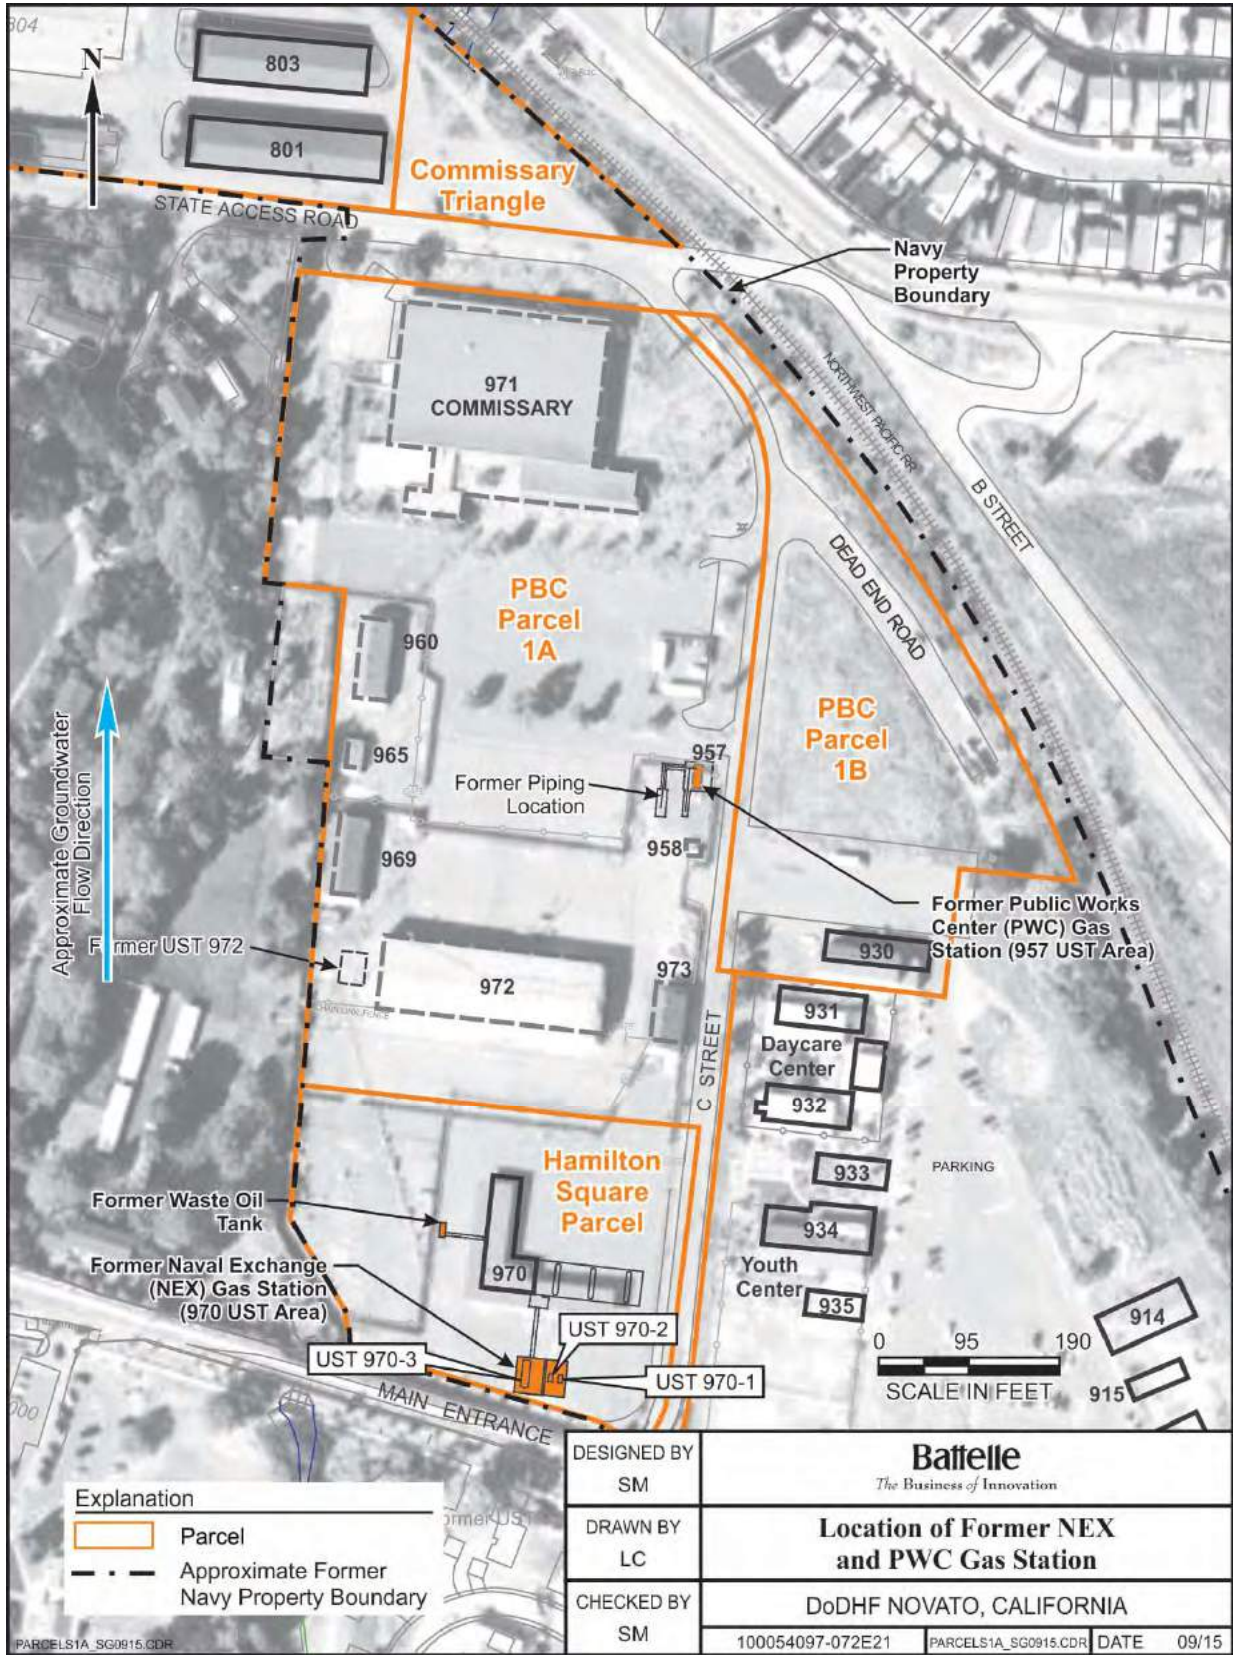 804
N
803
801
Commissary
Triangle
STATE ACCESS ROAD
Navy
Property
Boundary
971
COMMISSARY
NORTHWEST PACIFIC RR
B STREET
DEAD END ROAD
PBC
Parcel
1A
960
PBC
Parcel
1B
965
957
Former Piping
Location
958
969
Approximate Groundwater
Flow Direction
Former UST 972
Former Public Works
Center (PWC) Gas
Station (957 UST Area)
930
972
973
931
Daycare
Center
932
C STREET
Hamilton
Square
Parcel
933
PARKING
Former Waste Oil
Tank
934
Former Naval Exchange
(NEX) Gas Station
(970 UST Area)
970
Youth
Center
935
914
915
UST 970-2
UST 970-3
UST 970-1
0 95 190
SCALE IN FEET
MAIN ENTRANCE
000
Explanation
Parcel
Approximate Former
Navy Property Boundary
PARCELS1A_SG0915.CDR
DESIGNED BY
SM
Battelle
The Business of Innovation
DRAWN BY
LC
Location of Former NEX
and PWC Gas Station
CHECKED BY
SM
DoDHF NOVATO, CALIFORNIA
100054097-072E21 PARCELS1A_SG0915.CDR DATE 09/15